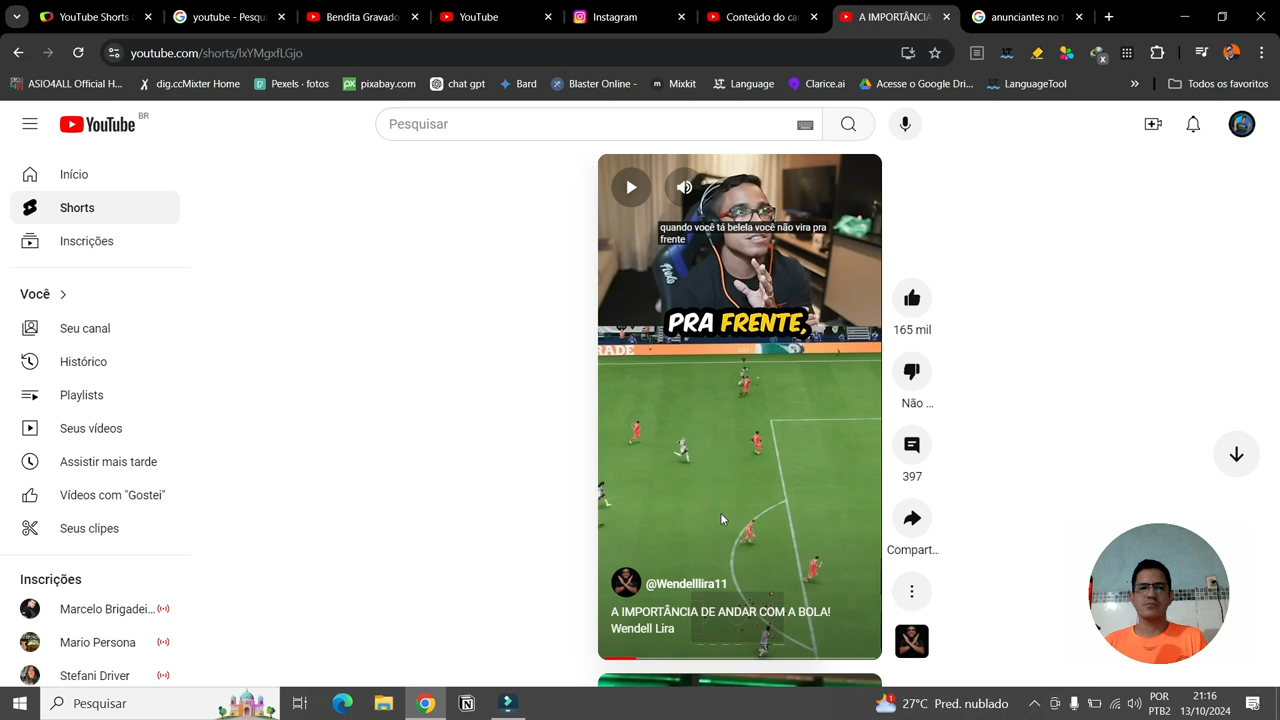 YouTube Shorts a
youtube - Pesqu
Bendita Gravado
YouTube
Instagram
Conteúdo do ca
A IMPORTÂNCIA
anunciantes no t
youtube.com/shorts/lxYMqxfLGjo
ASIO4ALL Official H...
dig.ccMixter Home
Pexels - fotos
pixabay.com
chat gpt
Bard
Blaster Online -
Mixkit
Language
Clarice.ai
Acesse o Google Dri...
LanguageTool
Todos os favoritos
YouTube BR
Pesquisar
Início
Shorts
Inscrições
Você
Seu canal
Histórico
Playlists
Seus vídeos
Assistir mais tarde
Vídeos com "Gostei"
Seus clipes
Inscrições
Marcelo Brigadei...
Mario Persona
Stefani Driver
quando você tá belela você não vira pra
frente
PRA FRENTE,
@Wendelllira11
A IMPORTÂNCIA DE ANDAR COM A BOLA!
Wendell Lira
165 mil
Não ...
397
Compart...
Pesquisar
27°C Pred. nublado
POR
PTB2
21:16
13/10/2024